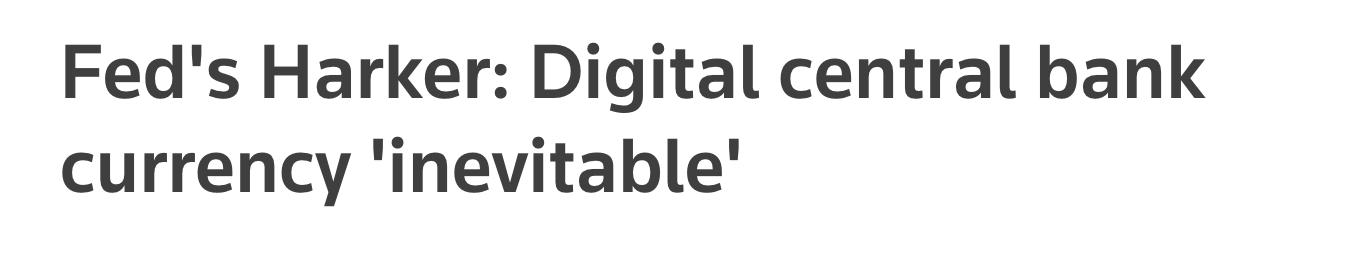 Fed's Harker: Digital central bank
currency 'inevitable'